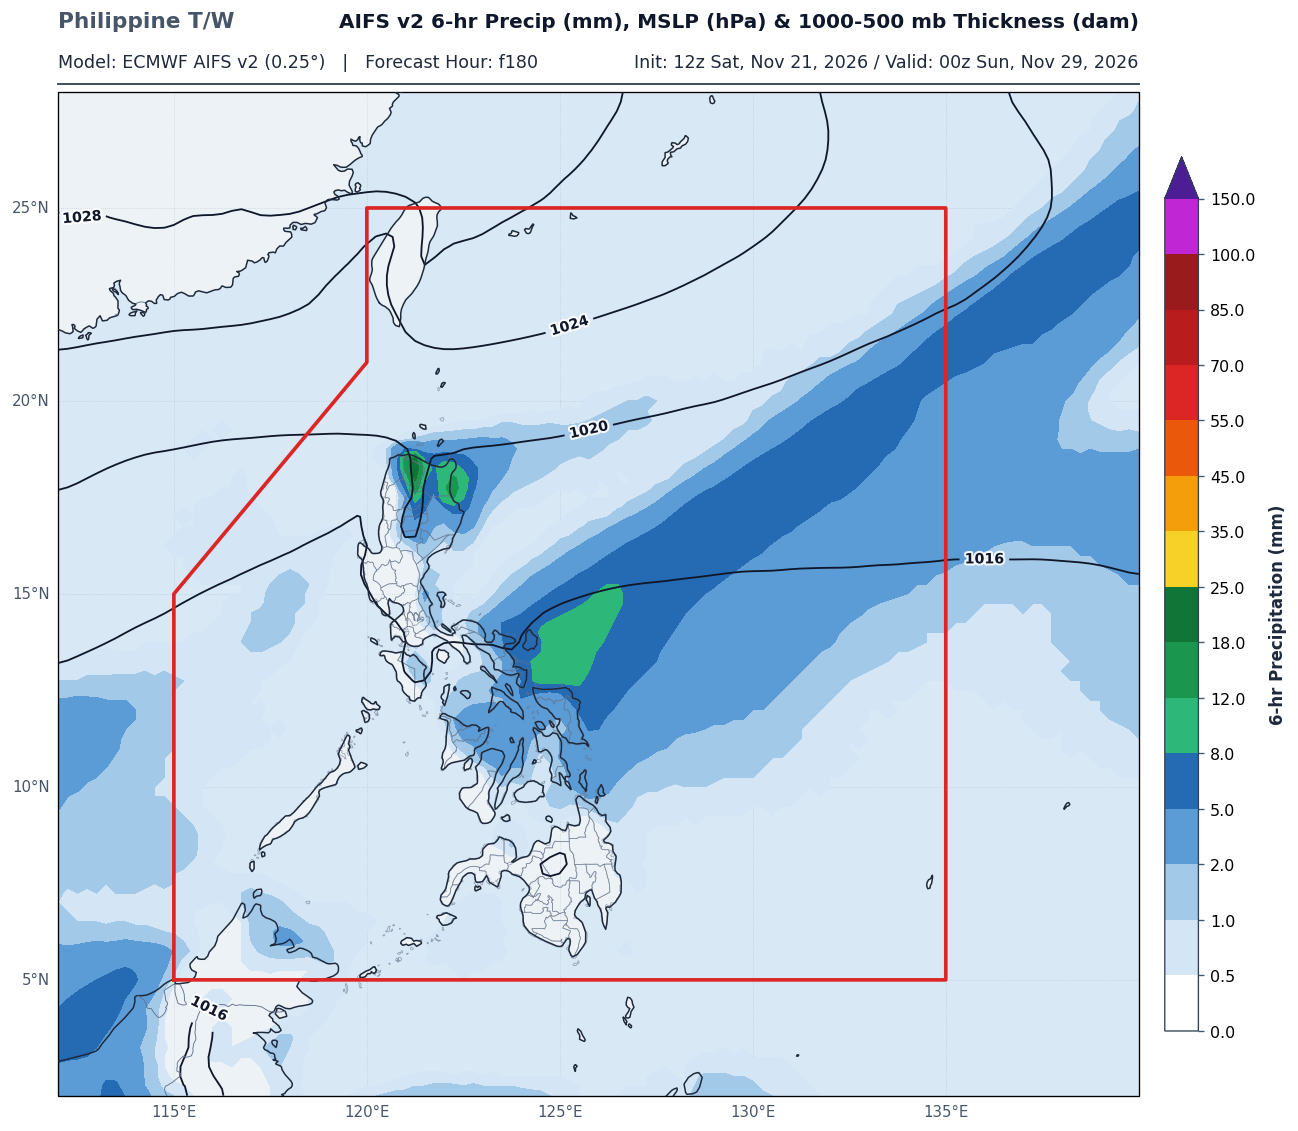 Philippine T/W
AIFS v2 6-hr Precip (mm), MSLP (hPa) & 1000-500 mb Thickness (dam)
Model: ECMWF AIFS v2 (0.25°) | Forecast Hour: f180
Init: 12z Sat, Nov 21, 2026 / Valid: 00z Sun, Nov 29, 2026
1028
1024
1020
1016
1016
25°N
20°N
15°N
10°N
5°N
115°E
120°E
125°E
130°E
135°E
150.0
100.0
85.0
70.0
55.0
45.0
35.0
25.0
18.0
12.0
8.0
5.0
2.0
1.0
0.5
0.0
6-hr Precipitation (mm)